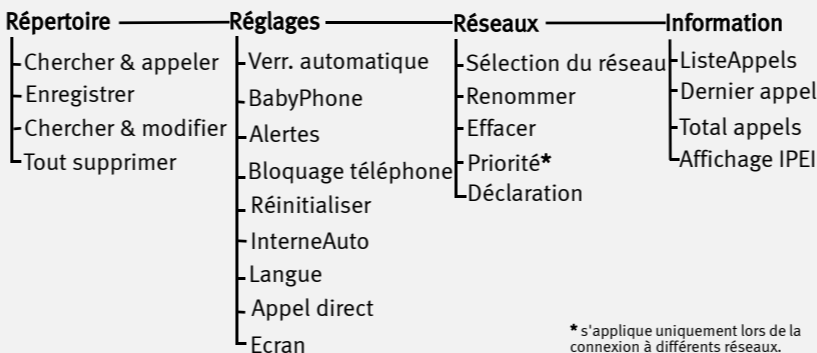 Répertoire
Chercher & appeler
Enregistrer
Chercher & modifier
Tout supprimer
Réglages
Verr. automatique
BabyPhone
Alertes
Bloquage téléphone
Réinitialiser
InterneAuto
Langue
Appel direct
Ecran
Réseaux
Sélection du réseau
Renommer
Effacer
Priorité*
Déclaration
Information
ListeAppels
Dernier appel
Total appels
Affichage IPEI
* s'applique uniquement lors de la
connexion à différents réseaux.